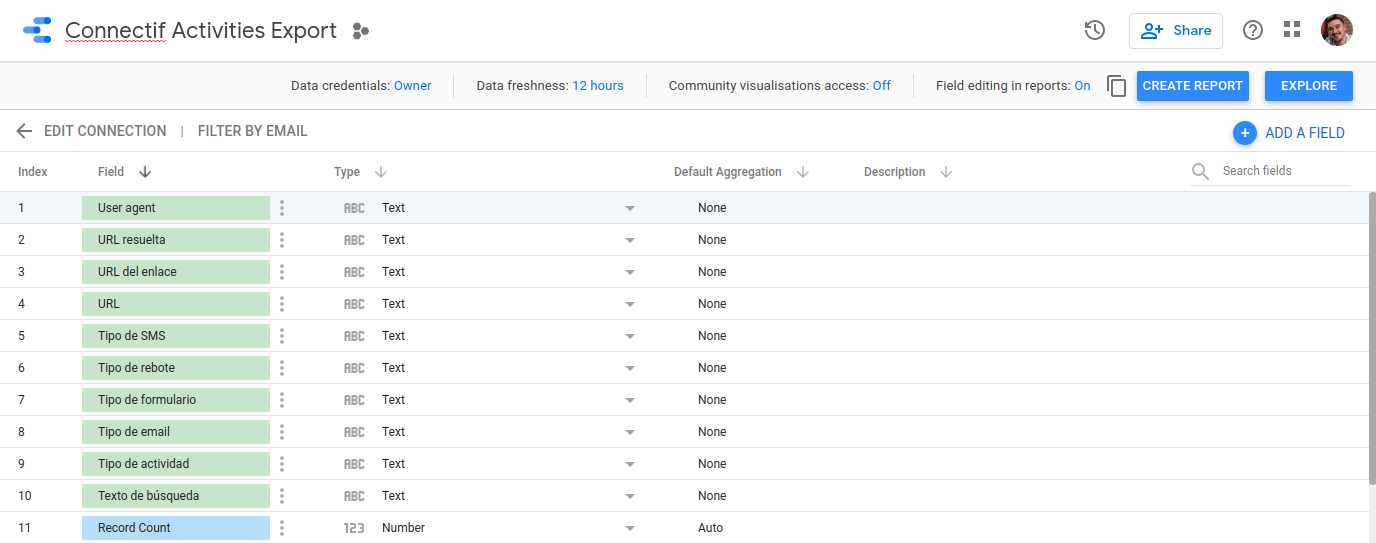 Connectif Activities Export
Share
Data credentials: Owner
Data freshness: 12 hours
Community visualisations access: Off
Field editing in reports: On
CREATE REPORT
EXPLORE
EDIT CONNECTION | FILTER BY EMAIL
+ ADD A FIELD
Index Field Type Default Aggregation Description Search fields
1 User agent ABC Text None
2 URL resuelta ABC Text None
3 URL del enlace ABC Text None
4 URL ABC Text None
5 Tipo de SMS ABC Text None
6 Tipo de rebote ABC Text None
7 Tipo de formulario ABC Text None
8 Tipo de email ABC Text None
9 Tipo de actividad ABC Text None
10 Texto de búsqueda ABC Text None
11 Record Count 123 Number Auto